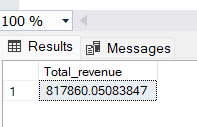 100 %
Results Messages
Total_revenue
1 817860.05083847